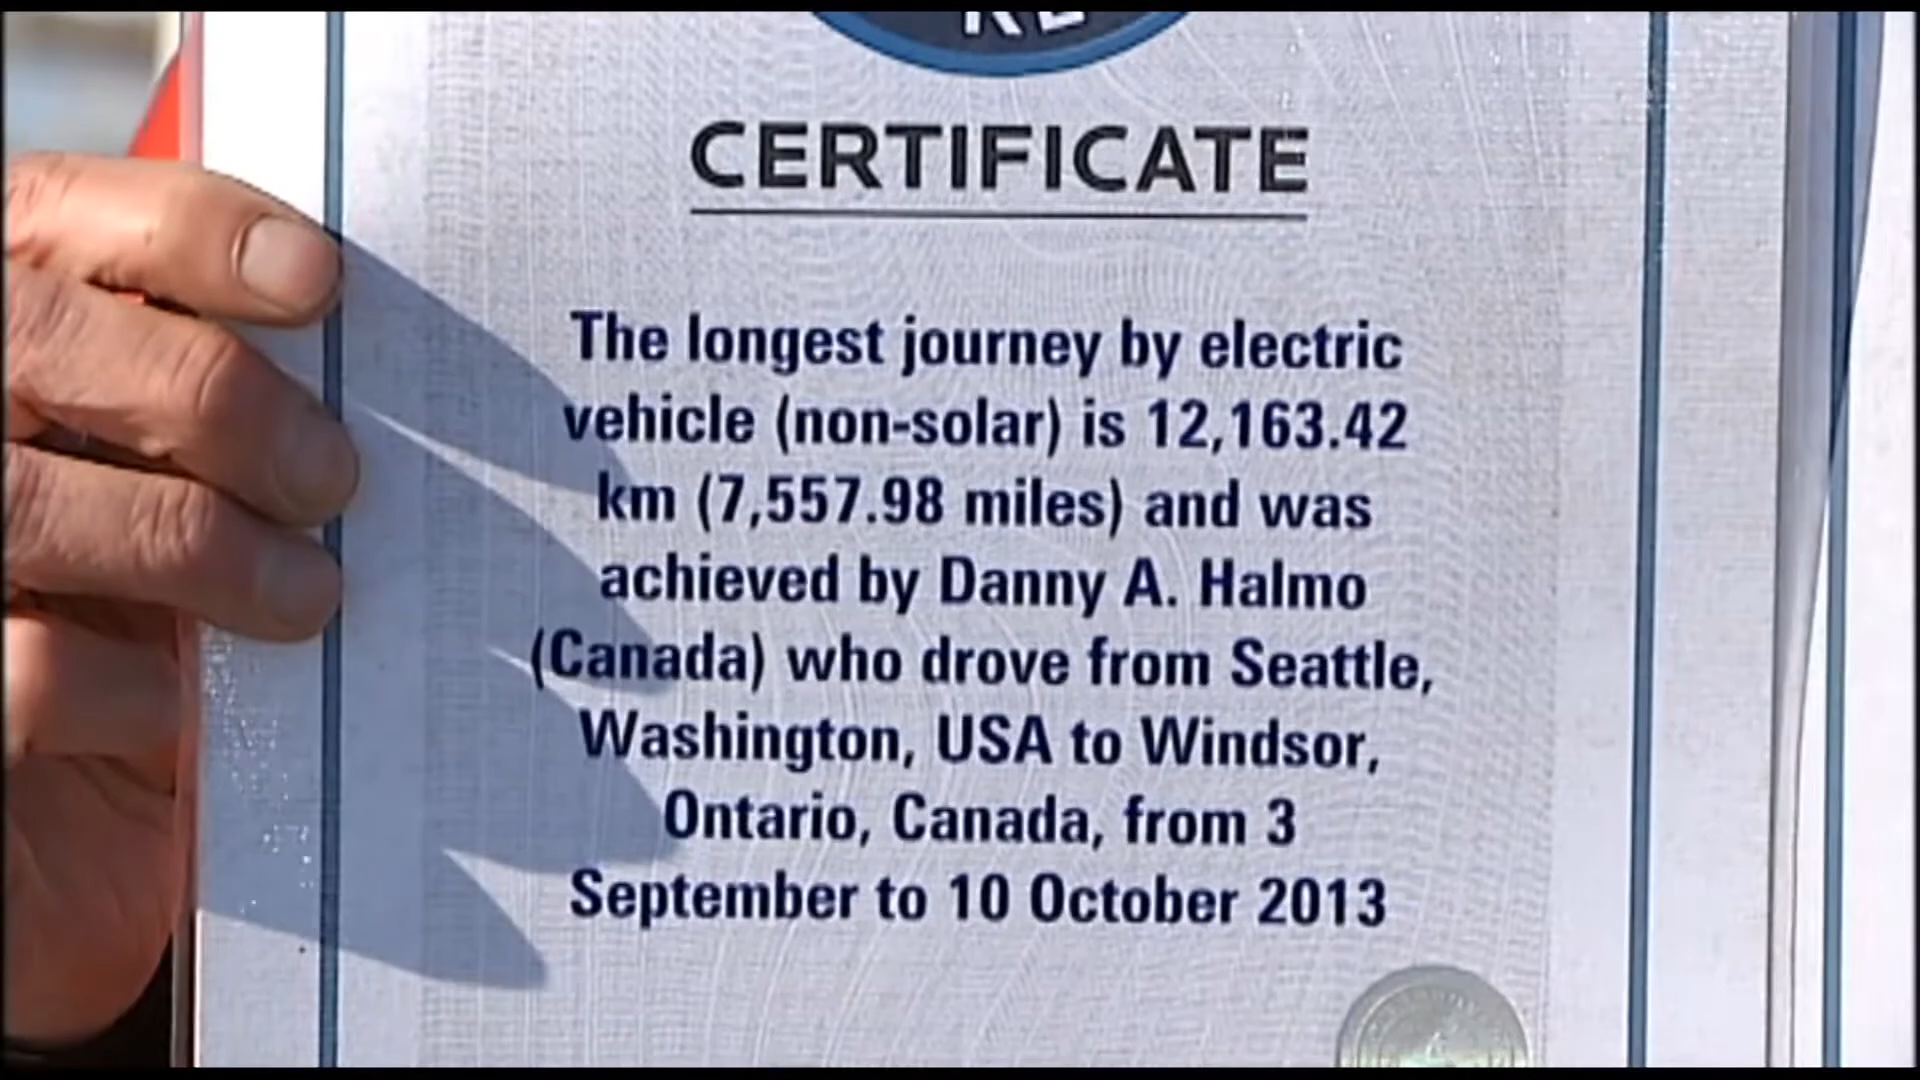 CERTIFICATE
The longest journey by electric
vehicle (non-solar) is 12,163.42
km (7,557.98 miles) and was
achieved by Danny A. Halmo
(Canada) who drove from Seattle,
Washington, USA to Windsor,
Ontario, Canada, from 3
September to 10 October 2013